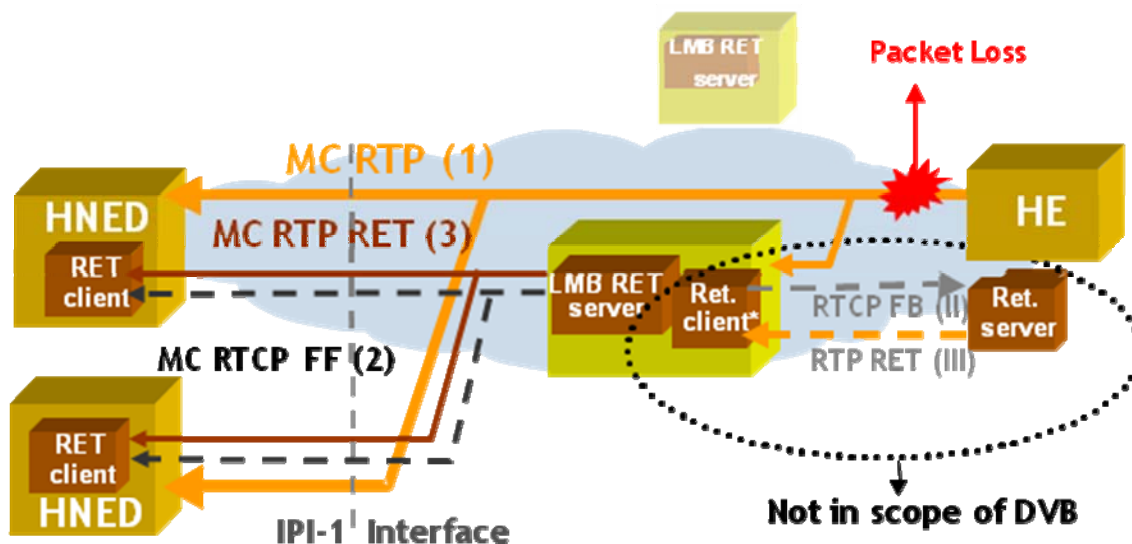 LMB RET
server
Packet Loss
MC RTP (1)
HNED
HE
MC RTP RET (3)
RET
client
LMB RET
server
Ret.
client*
RTCP FB (II)
Ret.
server
RTP RET (III)
MC RTCP FF (2)
RET
client
HNED
Not in scope of DVB
IPI-1 Interface